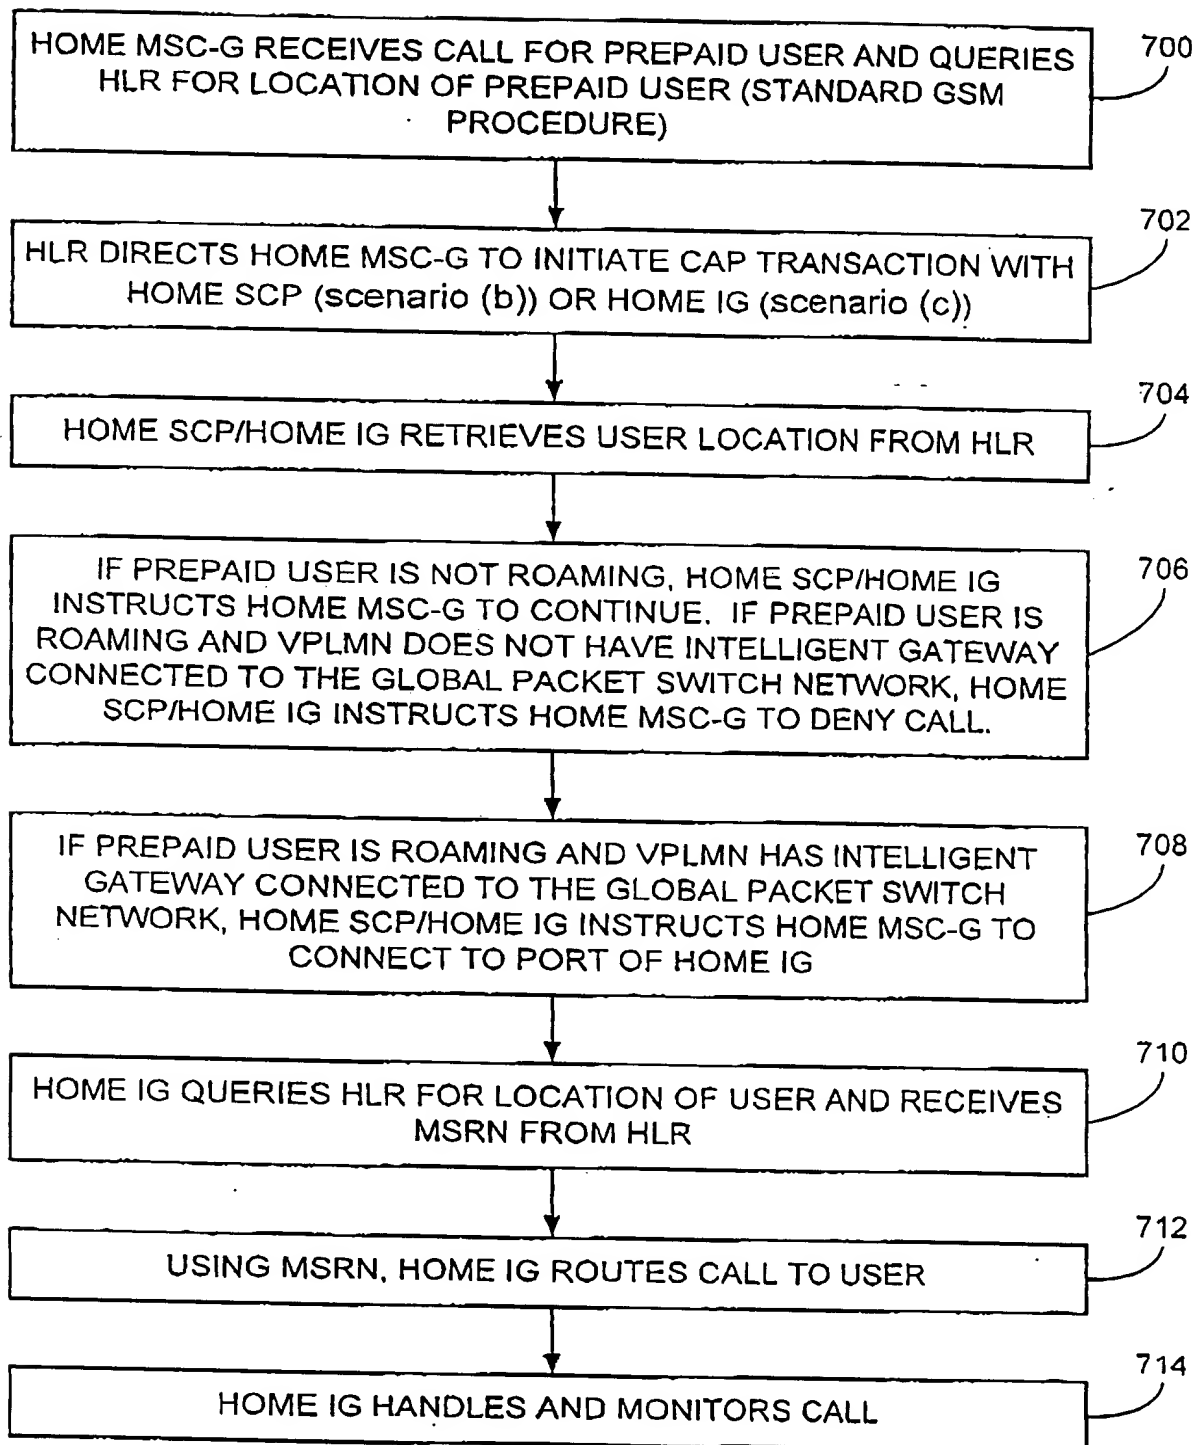 HOME MSC-G RECEIVES CALL FOR PREPAID USER AND QUERIES
HLR FOR LOCATION OF PREPAID USER (STANDARD GSM
PROCEDURE)
700
HLR DIRECTS HOME MSC-G TO INITIATE CAP TRANSACTION WITH
HOME SCP (scenario (b)) OR HOME IG (scenario (c))
702
HOME SCP/HOME IG RETRIEVES USER LOCATION FROM HLR
704
IF PREPAID USER IS NOT ROAMING, HOME SCP/HOME IG
INSTRUCTS HOME MSC-G TO CONTINUE. IF PREPAID USER IS
ROAMING AND VPLMN DOES NOT HAVE INTELLIGENT GATEWAY
CONNECTED TO THE GLOBAL PACKET SWITCH NETWORK, HOME
SCP/HOME IG INSTRUCTS HOME MSC-G TO DENY CALL.
706
IF PREPAID USER IS ROAMING AND VPLMN HAS INTELLIGENT
GATEWAY CONNECTED TO THE GLOBAL PACKET SWITCH
NETWORK, HOME SCP/HOME IG INSTRUCTS HOME MSC-G TO
CONNECT TO PORT OF HOME IG
708
HOME IG QUERIES HLR FOR LOCATION OF USER AND RECEIVES
MSRN FROM HLR
710
USING MSRN, HOME IG ROUTES CALL TO USER
712
HOME IG HANDLES AND MONITORS CALL
714